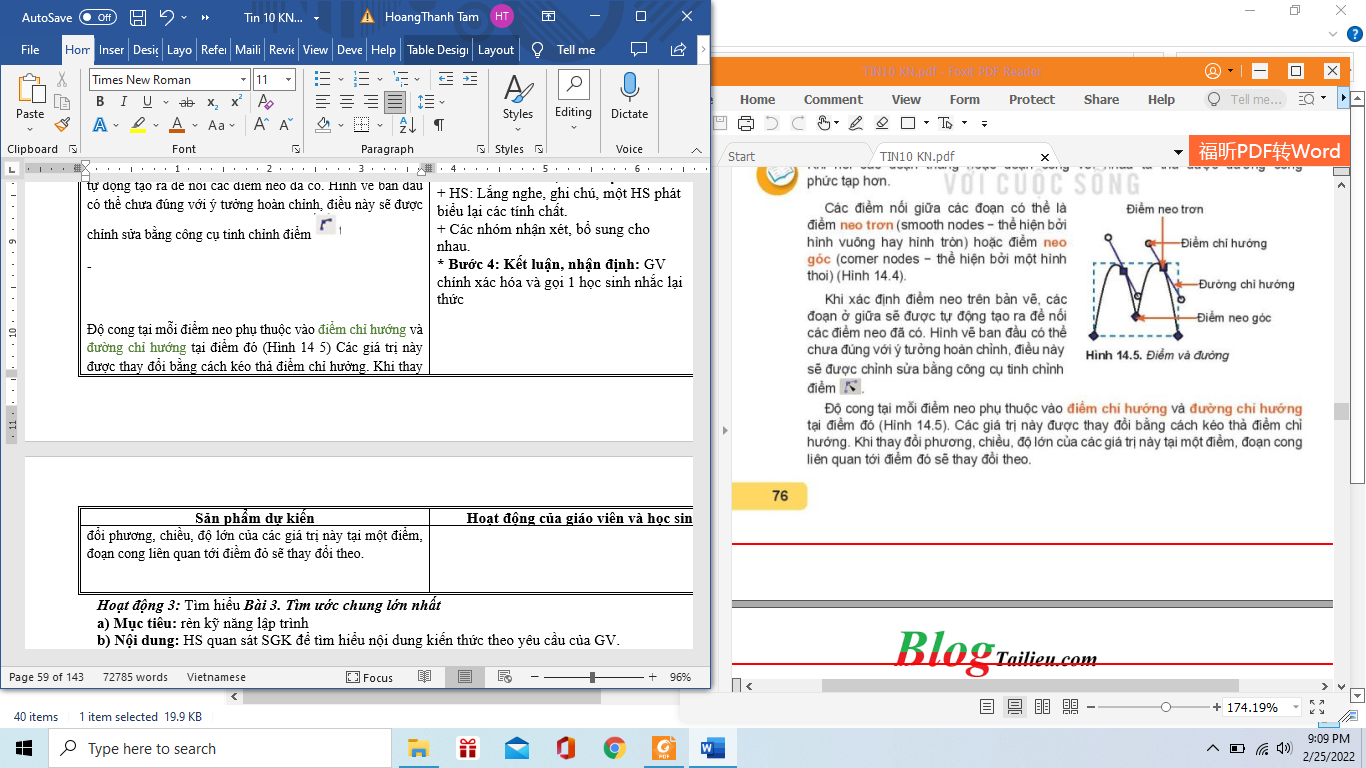 AutoSave Off Tin 10 KN... HoangThanh Tam HT
File Hom Inser Desig Layo Refer Maili Revie View Deve Help Table Design Layout Tell me
Times New Roman 11
Paste Styles Editing Dictate
Clipboard Font Paragraph Styles Voice
1 2 3 4 5 6
tự động tạo ra để nối các điểm neo đã có. Hình vẽ ban đầu
có thể chưa đúng với ý tưởng hoàn chỉnh, điều này sẽ được
chỉnh sửa bằng công cụ tinh chỉnh điểm
-
Độ cong tại mỗi điểm neo phụ thuộc vào điểm chỉ hướng và
đường chỉ hướng tại điểm đó (Hình 14 5) Các giá trị này
được thay đổi bằng cách kéo thả điểm chỉ hường. Khi thay
+ HS: Lắng nghe, ghi chú, một HS phát
biểu lại các tính chất.
+ Các nhóm nhận xét, bổ sung cho
nhau.
* Bước 4: Kết luận, nhận định: GV
chính xác hóa và gọi 1 học sinh nhắc lại
thức
Sản phẩm dự kiến Hoạt động của giáo viên và học sin
đổi phương, chiều, độ lớn của các giá trị này tại một điểm,
đoạn cong liên quan tới điềm đỏ sẽ thay đổi theo.
Hoạt động 3: Tìm hiểu Bài 3. Tìm ước chung lớn nhất
a) Mục tiêu: rèn kỹ năng lập trình
b) Nội dung: HS quan sát SGK để tìm hiểu nội dung kiến thức theo yêu cầu của GV.
Page 59 of 143 72785 words Vietnamese Focus 96%
40 items 1 item selected 19.9 KB
TIN10 KN.pdf - Foxit PDF Reader
Home Comment View Form Protect Share Help Tell me...
Start TIN10 KN.pdf 福昕PDF转Word
phức tạp hơn.
VỚI CUỘC SỐNG
Các điểm nối giữa các đoạn có thể là
điểm neo trơn (smooth nodes – thể hiện bởi
hình vuông hay hình tròn) hoặc điểm neo
góc (corner nodes – thể hiện bởi một hình
thoi) (Hình 14.4).
Khi xác định điểm neo trên bản vẽ, các
đoạn ở giữa sẽ được tự động tạo ra để nối
các điểm neo đã có. Hình vẽ ban đầu có thể
chưa đúng với ý tưởng hoàn chỉnh, điều này
sẽ được chỉnh sửa bằng công cụ tinh chỉnh
điểm
Điểm neo trơn
Điểm chỉ hướng
Đường chỉ hướng
Điểm neo góc
Hình 14.5. Điểm và đường
Độ cong tại mỗi điểm neo phụ thuộc vào điểm chỉ hướng và đường chỉ hướng
tại điểm đó (Hình 14.5). Các giá trị này được thay đổi bằng cách kéo thả điểm chỉ
hướng. Khi thay đổi phương, chiều, độ lớn của các giá trị này tại một điểm, đoạn cong
liên quan tới điểm đó sẽ thay đổi theo.
76
Blog Tailieu.com
174.19%
Type here to search
9:09 PM
2/25/2022